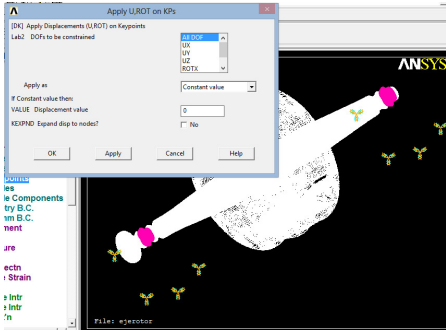 Apply U,ROT on KPs
[DK] Apply Displacements (U,ROT) on Keypoints
Lab2 DOFs to be constrained
All DOF
UX
UY
UZ
ROTX
Apply as
Constant value
If Constant value then:
VALUE Displacement value
0
KEXPND Expand disp to nodes?
No
OK
Apply
Cancel
Help
ANSYS
Components
try B.C.
m B.C.
ment
ure
ectn
Strain
e Intr
e Intr
File: ejerotor